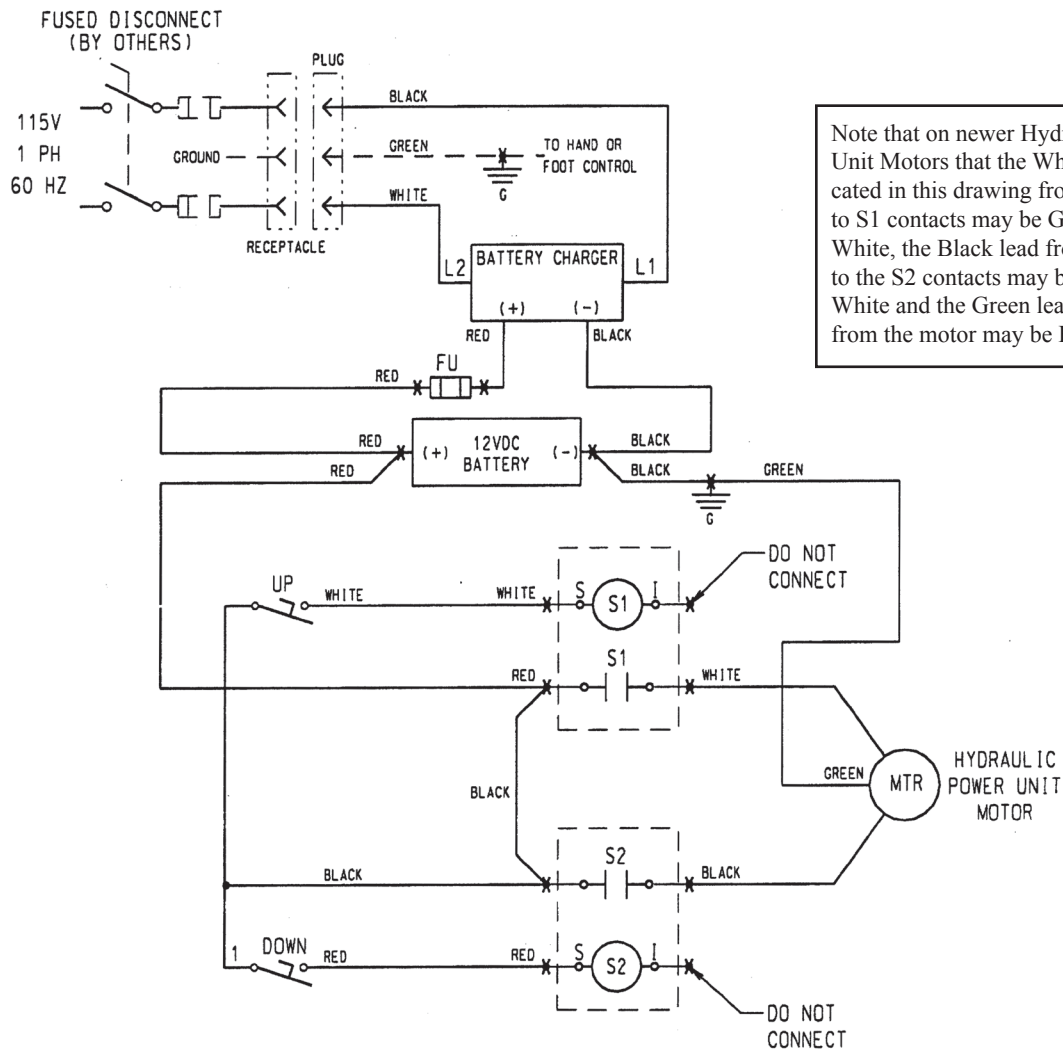 FUSED DISCONNECT
(BY OTHERS)
PLUG
BLACK
115V
1 PH
60 HZ
GROUND
GREEN
TO HAND OR
FOOT CONTROL
G
WHITE
RECEPTACLE
L2
BATTERY CHARGER
L1
(+)
(-)
RED
BLACK
FU
RED
RED
(+)
12VDC
BATTERY
(-)
BLACK
RED
BLACK
GREEN
G
DO NOT
CONNECT
UP
WHITE
WHITE
S
S1
I
S1
RED
WHITE
BLACK
GREEN
MTR
HYDRAULIC
POWER UNIT
MOTOR
S2
BLACK
BLACK
1
DOWN
RED
RED
S
S2
I
DO NOT
CONNECT
Note that on newer
Unit Motors that the
cated in this drawing
to S1 contacts may be
White, the Black lead
to the S2 contacts may
White and the Green
from the motor may be